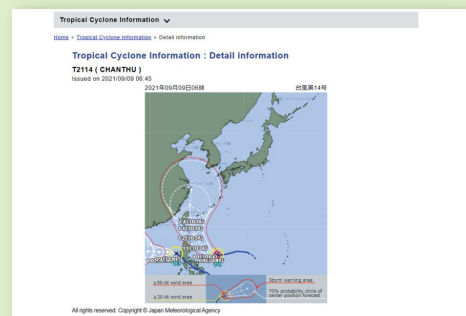 Tropical Cyclone Information
Home > Tropical Cyclone Information > Detail information
Tropical Cyclone Information : Detail information
T2114 ( CHANTHU )
Issued on 2021/09/09 06:45
2021年09月09日06時 台風第14号
≥50-kt wind area
≥30-kt wind area
Storm warning area
70% probability circle of
center position forecast
All rights reserved. Copyright © Japan Meteorological Agency